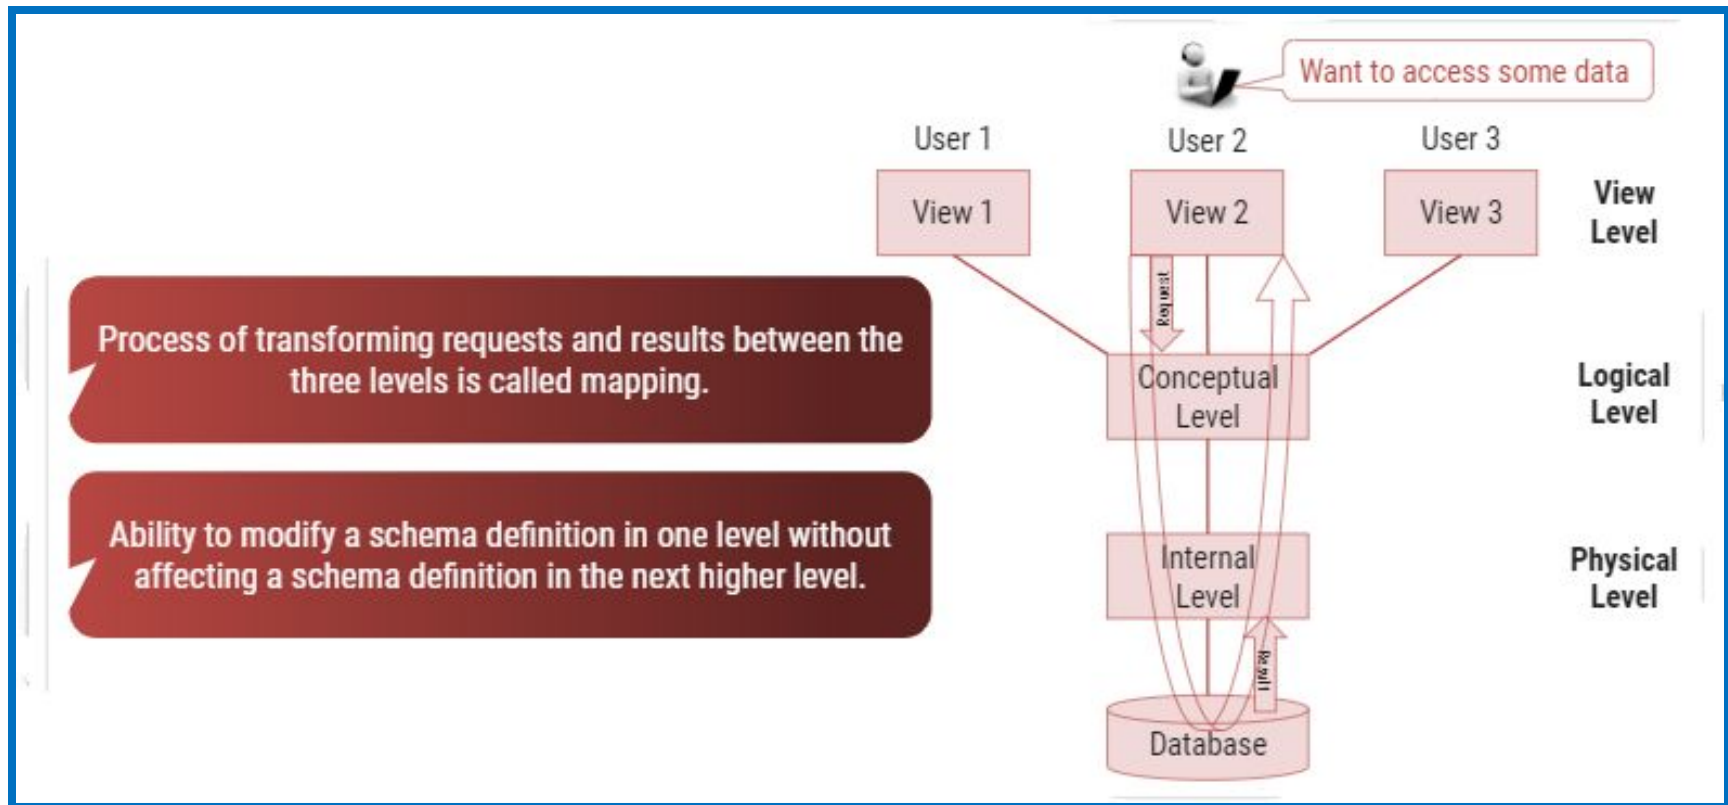 Want to access some data
User 1
User 2
User 3
View 1
View 2
View 3
View
Level
Request
Process of transforming requests and results between the
three levels is called mapping.
Conceptual
Level
Logical
Level
Ability to modify a schema definition in one level without
affecting a schema definition in the next higher level.
Internal
Level
Physical
Level
Result
Database